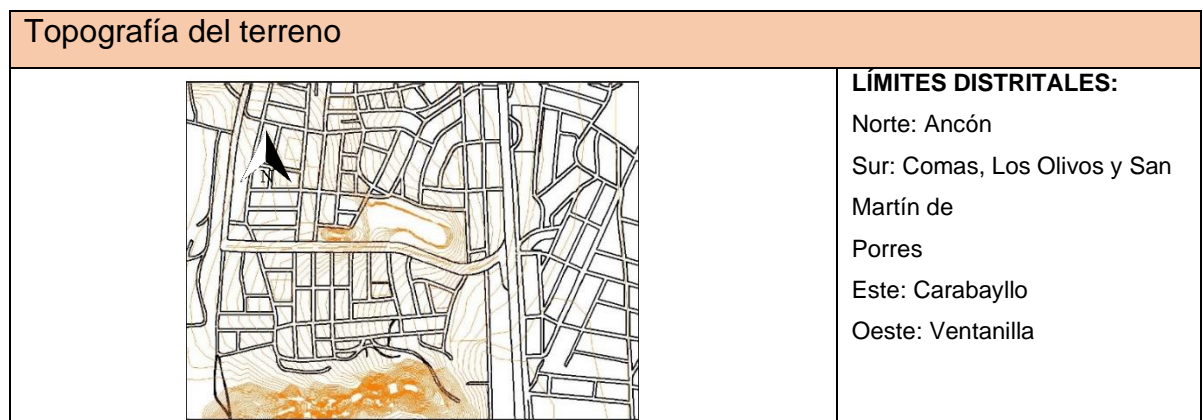 Topografía del terreno
N
LÍMITES DISTRITALES:
Norte: Ancón
Sur: Comas, Los Olivos y San
Martín de
Porres
Este: Carabayllo
Oeste: Ventanilla